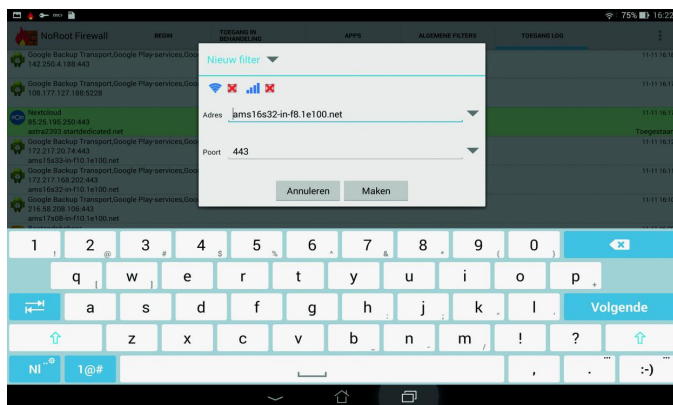 75% 16:22
NoRoot Firewall
BEGIN
TOEGANG IN BEHANDELING
APPS
ALGEMENE FILTERS
TOEGANG LOG
Google Backup Transport,Google Play-services,Goo
142.250.4.188:443
Google Backup Transport,Google Play-services,Goo
108.177.127.188:5228
Nextcloud
85.25.195.250:443
astra2393.startdedicated.net
Toegestaan
Google Backup Transport,Google Play-services,Goo
172.217.20.74:443
ams15s33-in-f10.1e100.net
Google Backup Transport,Google Play-services,Goo
172.217.168.202:443
ams16s32-in-f10.1e100.net
Google Backup Transport,Google Play-services,Goo
216.58.208.106:443
ams17s08-in-f10.1e100.net
Nieuw filter
Adres ams16s32-in-f8.1e100.net
Poort 443
Annuleren Maken
1 ! 2 @ 3 # 4 $ 5 % 6 ^ 7 & 8 * 9 ( 0 )
q [ w ] e r t y u i o p +
a s d f g h : j ; k l Volgende
z x c v b _ n - m / ! ?
Nl 1@# , . :-)